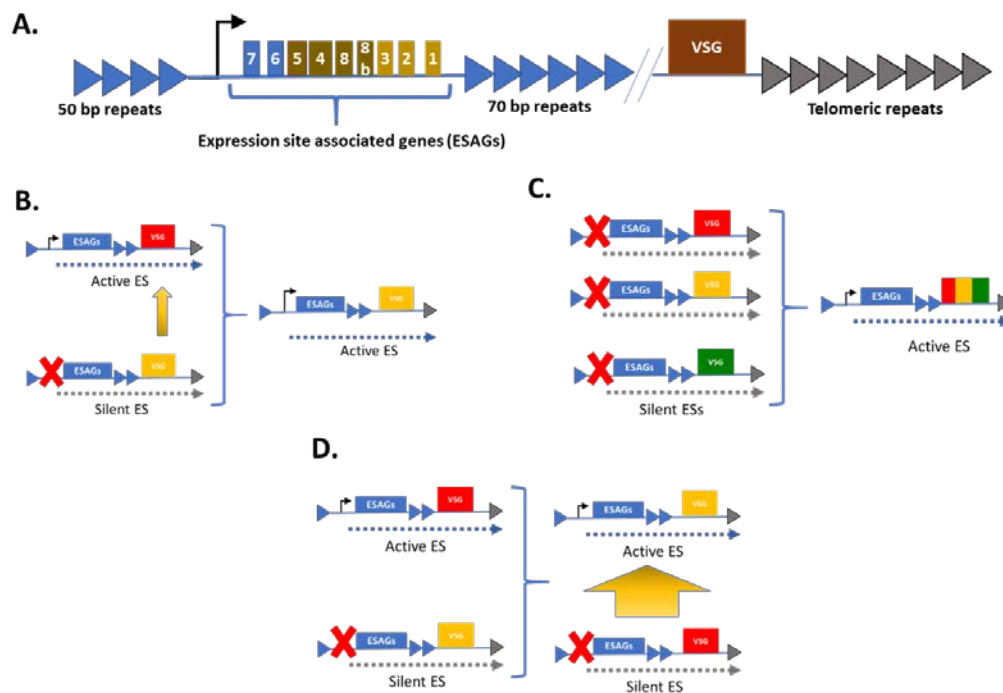 A.
7 6 5 4 8 8b 3 2 1
VSG
50 bp repeats
70 bp repeats
Telomeric repeats
Expression site associated genes (ESAGs)
B.
ESAGs VSG
Active ES
ESAGs VSG
Silent ES
ESAGs VSG
Active ES
C.
ESAGs VSG
ESAGs VSG
ESAGs VSG
Silent ESs
ESAGs
Active ES
D.
ESAGs VSG
Active ES
ESAGs VSG
Silent ES
ESAGs VSG
Active ES
ESAGs VSG
Silent ES